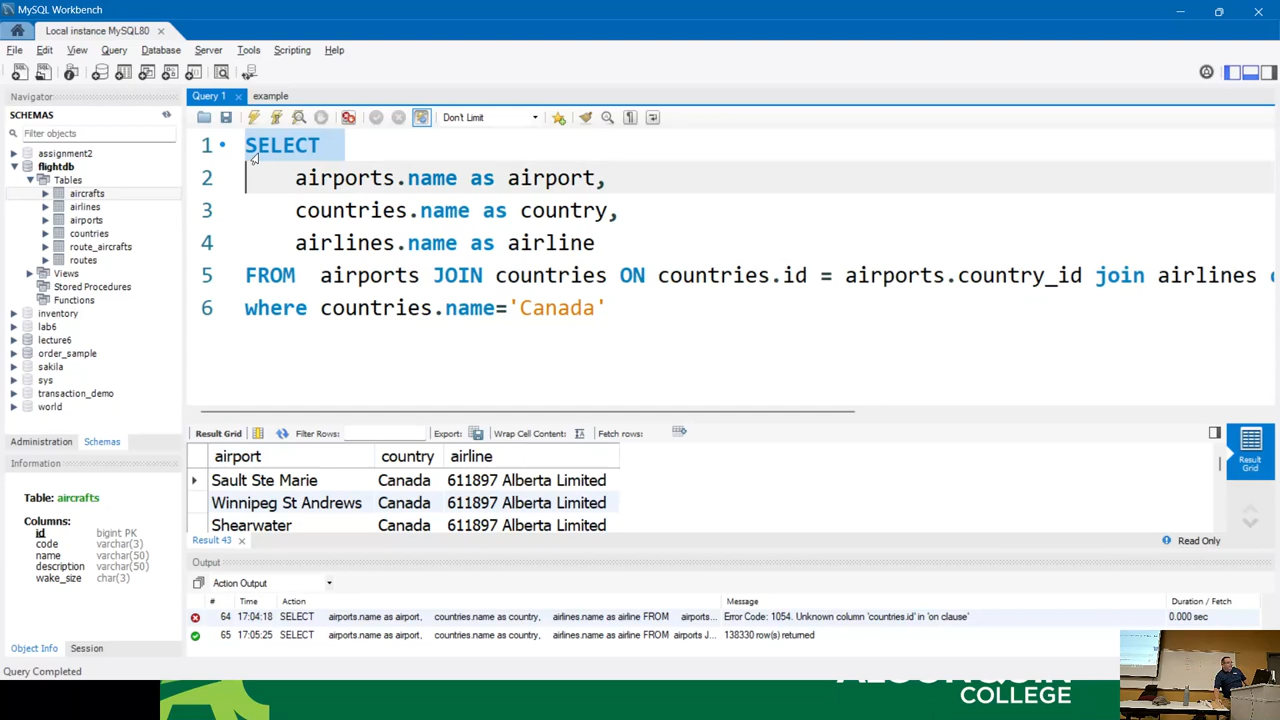 MySQL Workbench
Local instance MySQL80
File Edit View Query Database Server Tools Scripting Help
Navigator
SCHEMAS
Filter objects
assignment2
flightdb
Tables
aircrafts
airlines
airports
countries
route_aircrafts
routes
Views
Stored Procedures
Functions
inventory
lab6
lecture6
order_sample
sakila
sys
transaction_demo
world
Administration Schemas
Information
Table: aircrafts
Columns:
id bigint PK
code varchar(3)
name varchar(50)
description varchar(50)
wake_size char(3)
Object Info Session
Query Completed
Query 1 example
Don't Limit
1 SELECT
2 airports.name as airport,
3 countries.name as country,
4 airlines.name as airline
5 FROM airports JOIN countries ON countries.id = airports.country_id join airlines
6 where countries.name='Canada'
Result Grid Filter Rows: Export: Wrap Cell Content: Fetch rows:
airport country airline
Sault Ste Marie Canada 611897 Alberta Limited
Winnipeg St Andrews Canada 611897 Alberta Limited
Shearwater Canada 611897 Alberta Limited
Result Grid
Result 43 Read Only
Output
Action Output
# Time Action Message Duration / Fetch
64 17:04:18 SELECT airports.name as airport, countries.name as country, airlines.name as airline FROM airports... Error Code: 1054. Unknown column 'countries.id' in 'on clause' 0.000 sec
65 17:05:25 SELECT airports.name as airport, countries.name as country, airlines.name as airline FROM airports J... 138330 row(s) returned
COLLEGE